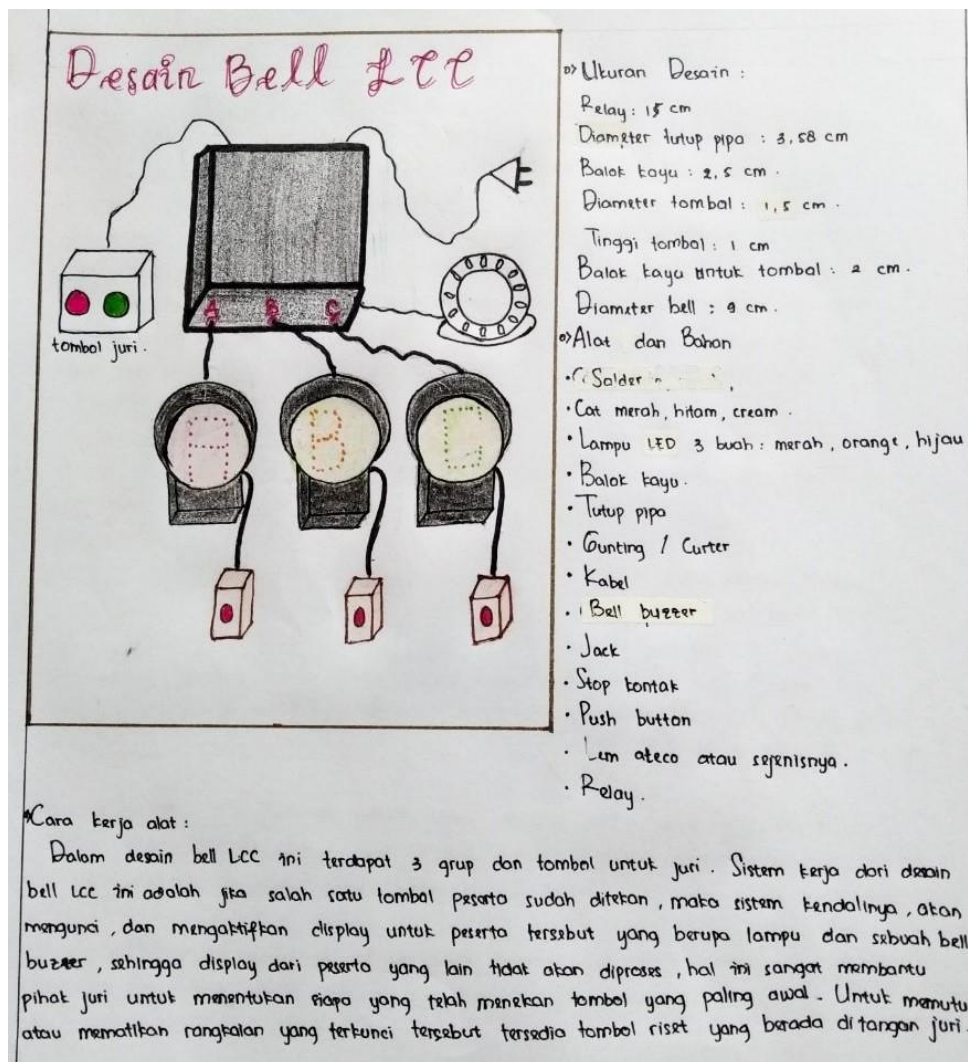 Desain Bell LCC
A B C
tombol juri.
A B C
Ukuran Desain :
Relay : 15 cm
Diameter tutup pipa : 3,58 cm
Balok kayu : 2,5 cm.
Diameter tombol : 1,5 cm.
Tinggi tombol : 1 cm
Balok kayu untuk tombol : 2 cm.
Diameter bell : 9 cm.
Alat dan Bahan
• Solder
• Cat merah, hitam, cream.
• Lampu LED 3 buah : merah, orange, hijau
• Balok kayu.
• Tutup pipa
• Gunting / Curter
• Kabel
• Bell buzzer
• Jack
• Stop kontak
• Push button
• Lem ateco atau sejenisnya.
• Relay.
Cara kerja alat :
Dalam desain bell LCC ini terdapat 3 grup dan tombol untuk juri. Sistem kerja dari desain
bell LCC ini adalah jika salah satu tombol peserta sudah ditekan, maka sistem kendalinya, akan
mengunci, dan mengaktifkan display untuk peserta tersebut yang berupa lampu dan sebuah bell
buzzer, sehingga display dari peserta yang lain tidak akan diproses, hal ini sangat membantu
pihak juri untuk menentukan siapa yang telah menekan tombol yang paling awal. Untuk memutu
atau mematikan rangkaian yang terkunci tersebut tersedia tombol riset yang berada di tangan juri.